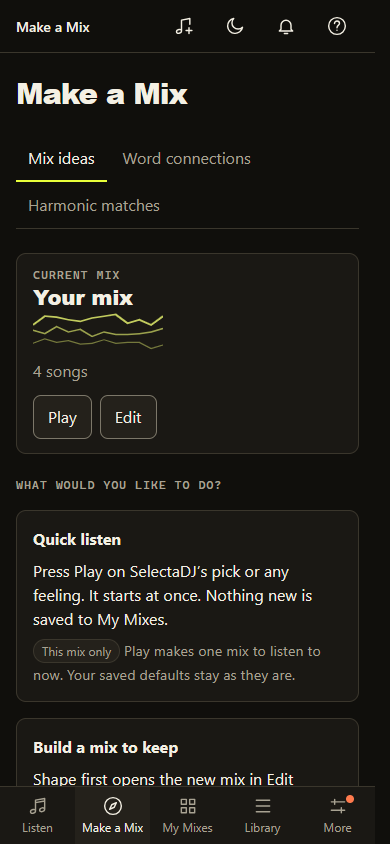 Make a Mix
Make a Mix
Mix ideas
Word connections
Harmonic matches
CURRENT MIX
Your mix
4 songs
Play
Edit
WHAT WOULD YOU LIKE TO DO?
Quick listen
Press Play on SelectaDJ's pick or any
feeling. It starts at once. Nothing new is
saved to My Mixes.
This mix only Play makes one mix to listen to
now. Your saved defaults stay as they are.
Build a mix to keep
Shape first opens the new mix in Edit
Listen
Make a Mix
My Mixes
Library
More